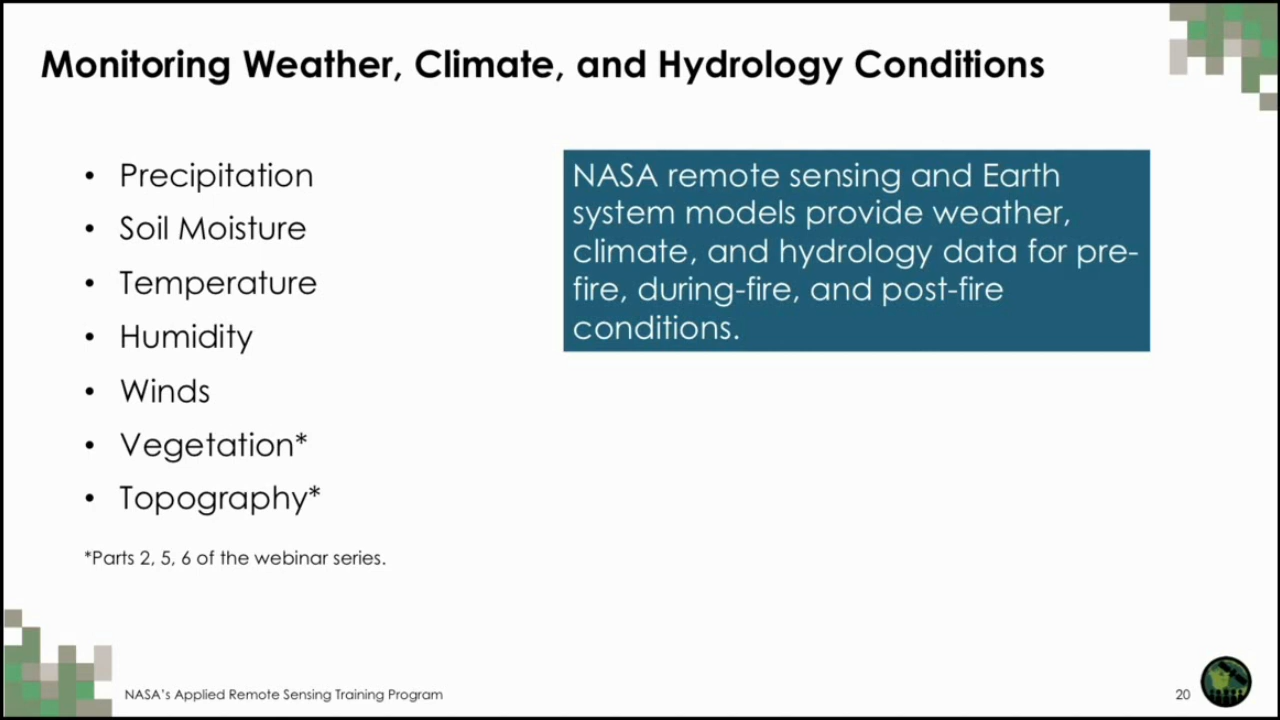 Monitoring Weather, Climate, and Hydrology Conditions
• Precipitation
• Soil Moisture
• Temperature
• Humidity
• Winds
• Vegetation*
• Topography*
*Parts 2, 5, 6 of the webinar series.
NASA remote sensing and Earth
system models provide weather,
climate, and hydrology data for pre-
fire, during-fire, and post-fire
conditions.
NASA's Applied Remote Sensing Training Program
20